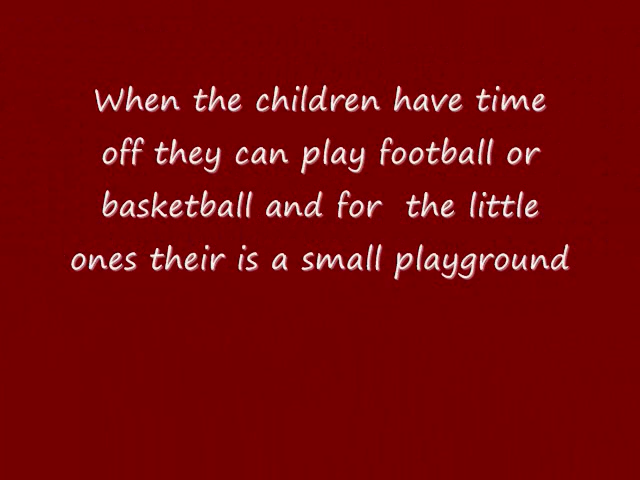 When the children have time
off they can play football or
basketball and for  the little
ones their is a small playground